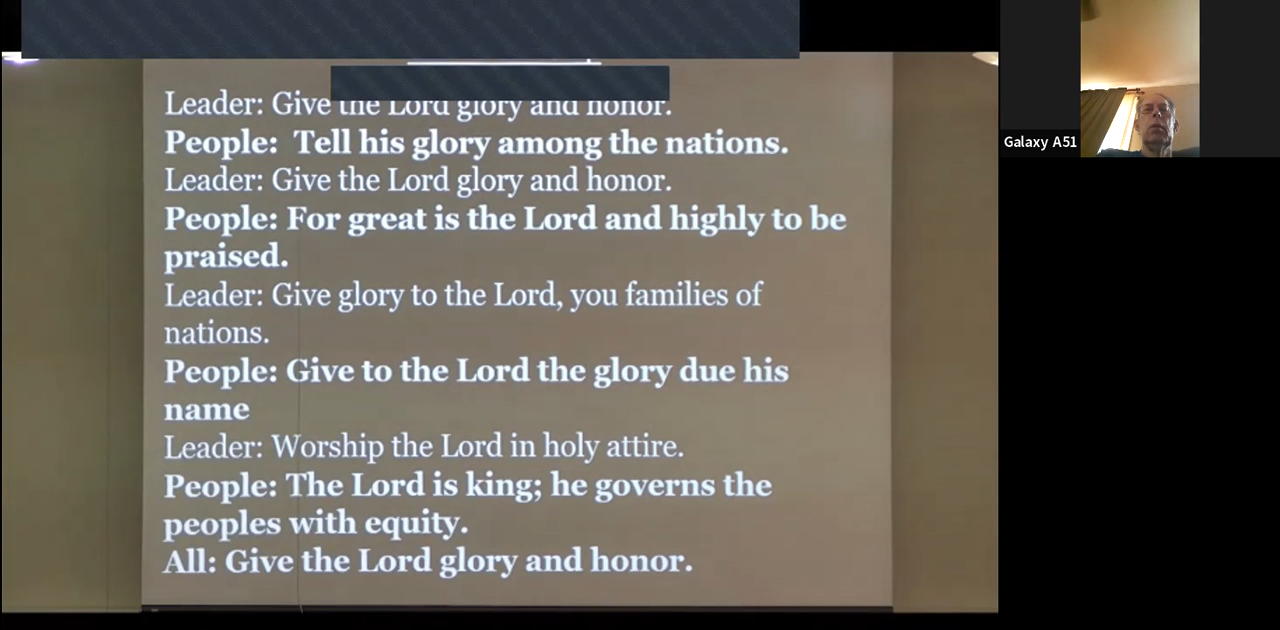 Leader: Give the Lord glory and honor.
People: Tell his glory among the nations.
Leader: Give the Lord glory and honor.
People: For great is the Lord and highly to be
praised.
Leader: Give glory to the Lord, you families of
nations.
People: Give to the Lord the glory due his
name
Leader: Worship the Lord in holy attire.
People: The Lord is king; he governs the
peoples with equity.
All: Give the Lord glory and honor.
Galaxy A51